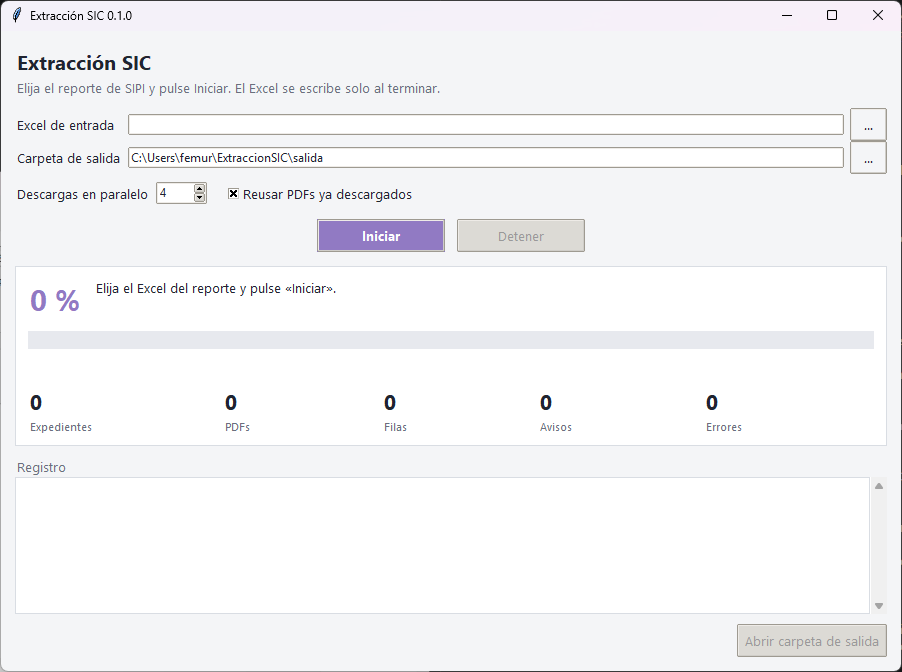 Extracción SIC 0.1.0
Extracción SIC
Elija el reporte de SIPI y pulse Iniciar. El Excel se escribe solo al terminar.
Excel de entrada
...
Carpeta de salida C:\Users\femur\ExtraccionSIC\salida
...
Descargas en paralelo 4 Reusar PDFs ya descargados
Iniciar Detener
0 % Elija el Excel del reporte y pulse «Iniciar».
0 0 0 0 0
Expedientes PDFs Filas Avisos Errores
Registro
Abrir carpeta de salida